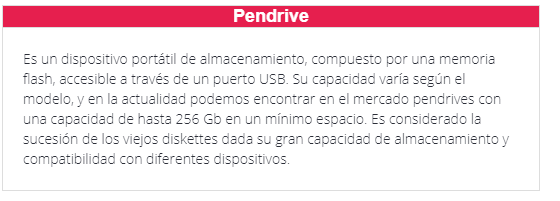 Pendrive
Es un dispositivo portátil de almacenamiento, compuesto por una memoria
flash, accesible a través de un puerto USB. Su capacidad varía según el
modelo, y en la actualidad podemos encontrar en el mercado pendrives con
una capacidad de hasta 256 Gb en un mínimo espacio. Es considerado la
sucesión de los viejos diskettes dada su gran capacidad de almacenamiento y
compatibilidad con diferentes dispositivos.